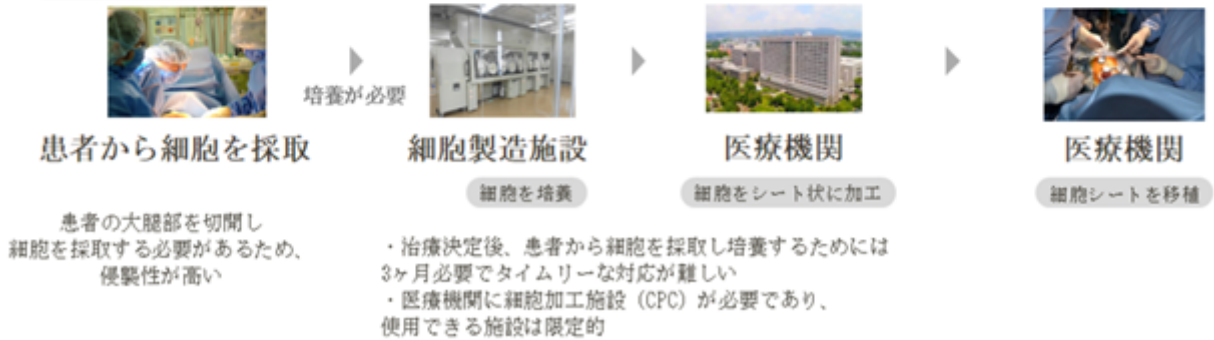 培養が必要
患者から細胞を採取
細胞製造施設
医療機関
医療機関
細胞を培養
細胞をシート状に加工
細胞シートを移植
患者の大腿部を切開し
細胞を採取する必要があるため、
侵襲性が高い
・治療決定後、患者から細胞を採取し培養するためには
3ヶ月必要でタイムリーな対応が難しい
・医療機関に細胞加工施設（CPC）が必要であり、
使用できる施設は限定的